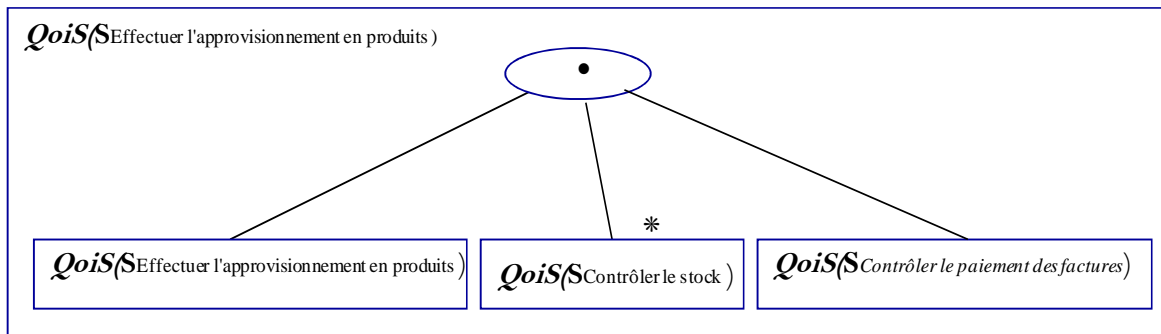 QoiS(SEffectuer l'approvisionnement en produits)
•
*
QoiS(SEffectuer l'approvisionnement en produits)
QoiS(SContrôler le stock)
QoiS(SContrôler le paiement des factures)